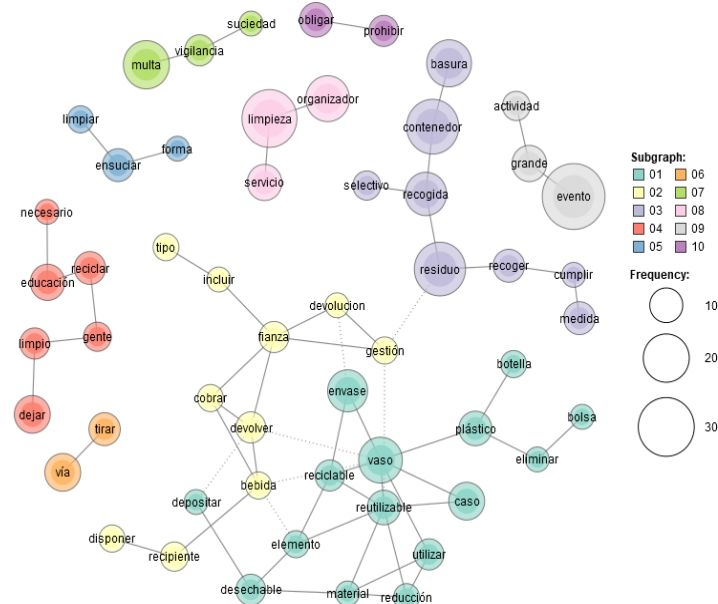 suciedad
obligar
prohibir
vigilancia
multa
basura
organizador
limpieza
contenedor
actividad
limpiar
forma
ensuciar
grande
servicio
selectivo
recogida
evento
necesario
tipo
reciclar
educación
incluir
residuo
recoger
cumplir
devolucion
medida
fianza
gente
limpio
gestión
botella
envase
cobrar
dejar
tirar
devolver
plástico
bolsa
eliminar
vaso
vía
reciclable
bebida
depositar
reutilizable
caso
disponer
elemento
recipiente
utilizar
desechable
material
reducción
Subgraph:
01 06
02 07
03 08
04 09
05 10
Frequency:
10
20
30